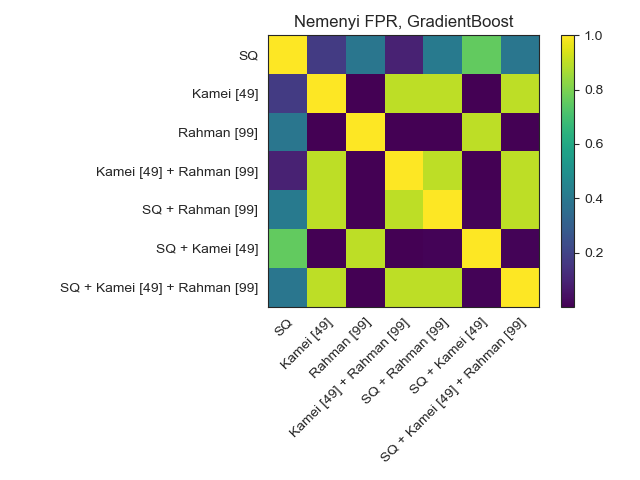 Nemenyi FPR, GradientBoost
SQ
Kamei [49]
Rahman [99]
Kamei [49] + Rahman [99]
SQ + Rahman [99]
SQ + Kamei [49]
SQ + Kamei [49] + Rahman [99]
SQ
Kamei [49]
Rahman [99]
Kamei [49] + Rahman [99]
SQ + Rahman [99]
SQ + Kamei [49]
SQ + Kamei [49] + Rahman [99]
1.0
0.8
0.6
0.4
0.2